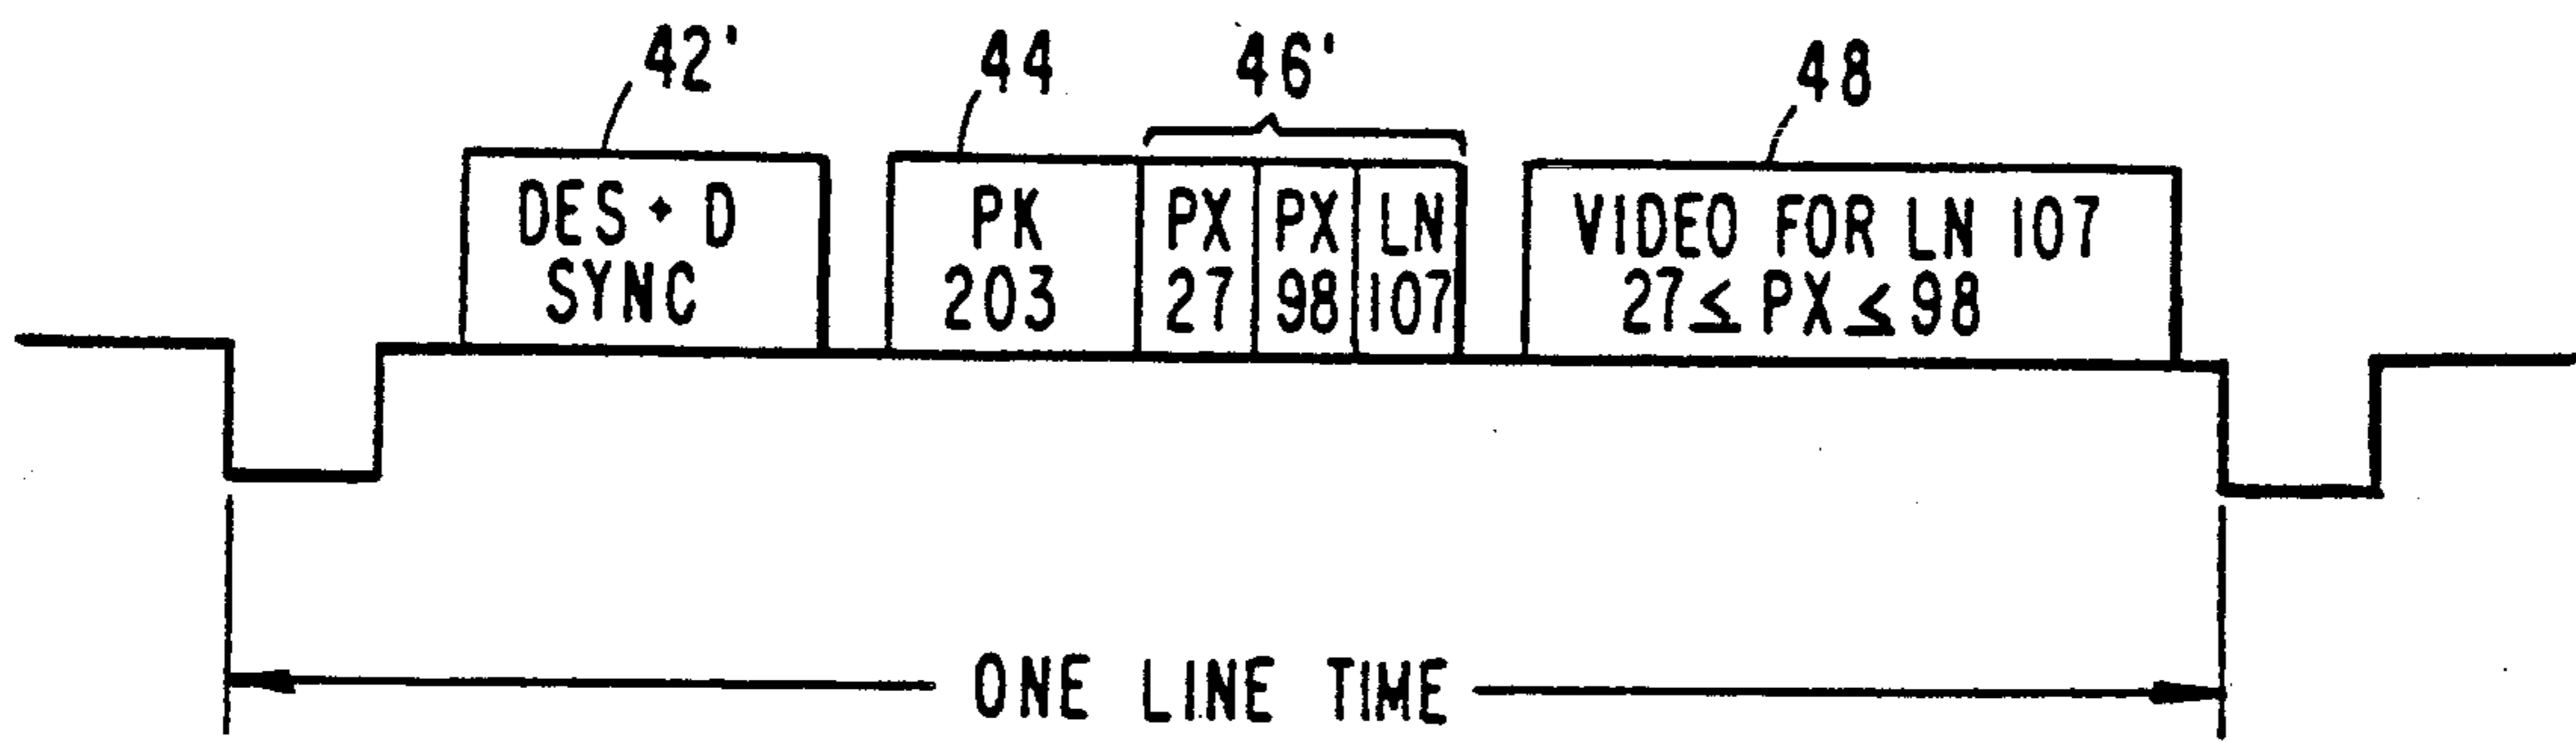 42' 44 46' 48
DES + D
SYNC
PK
203
PX
27
PX
98
LN
107
VIDEO FOR LN 107
27 ≤ PX ≤ 98
ONE LINE TIME